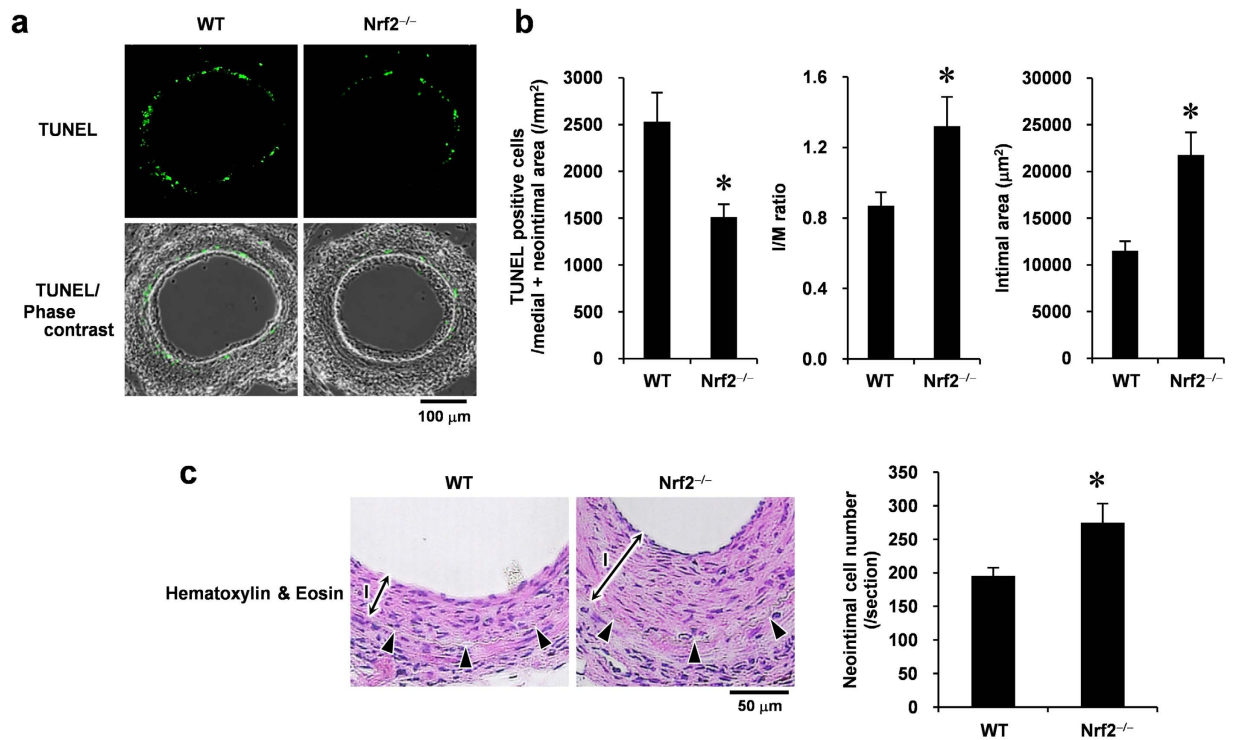 a
WT
Nrf2−/−
TUNEL
TUNEL/
Phase
contrast
100 μm
b
TUNEL positive cells
/medial + neointimal area (/mm2)
3000
2500
2000
1500
1000
500
0
*
WT
Nrf2−/−
I/M ratio
1.6
1.2
0.8
0.4
0.0
*
WT
Nrf2−/−
Intimal area (μm2)
30000
25000
20000
15000
10000
5000
0
*
WT
Nrf2−/−
c
WT
Nrf2−/−
Hematoxylin & Eosin
I
I
50 μm
Neointimal cell number
(/section)
350
300
250
200
150
100
50
0
*
WT
Nrf2−/−